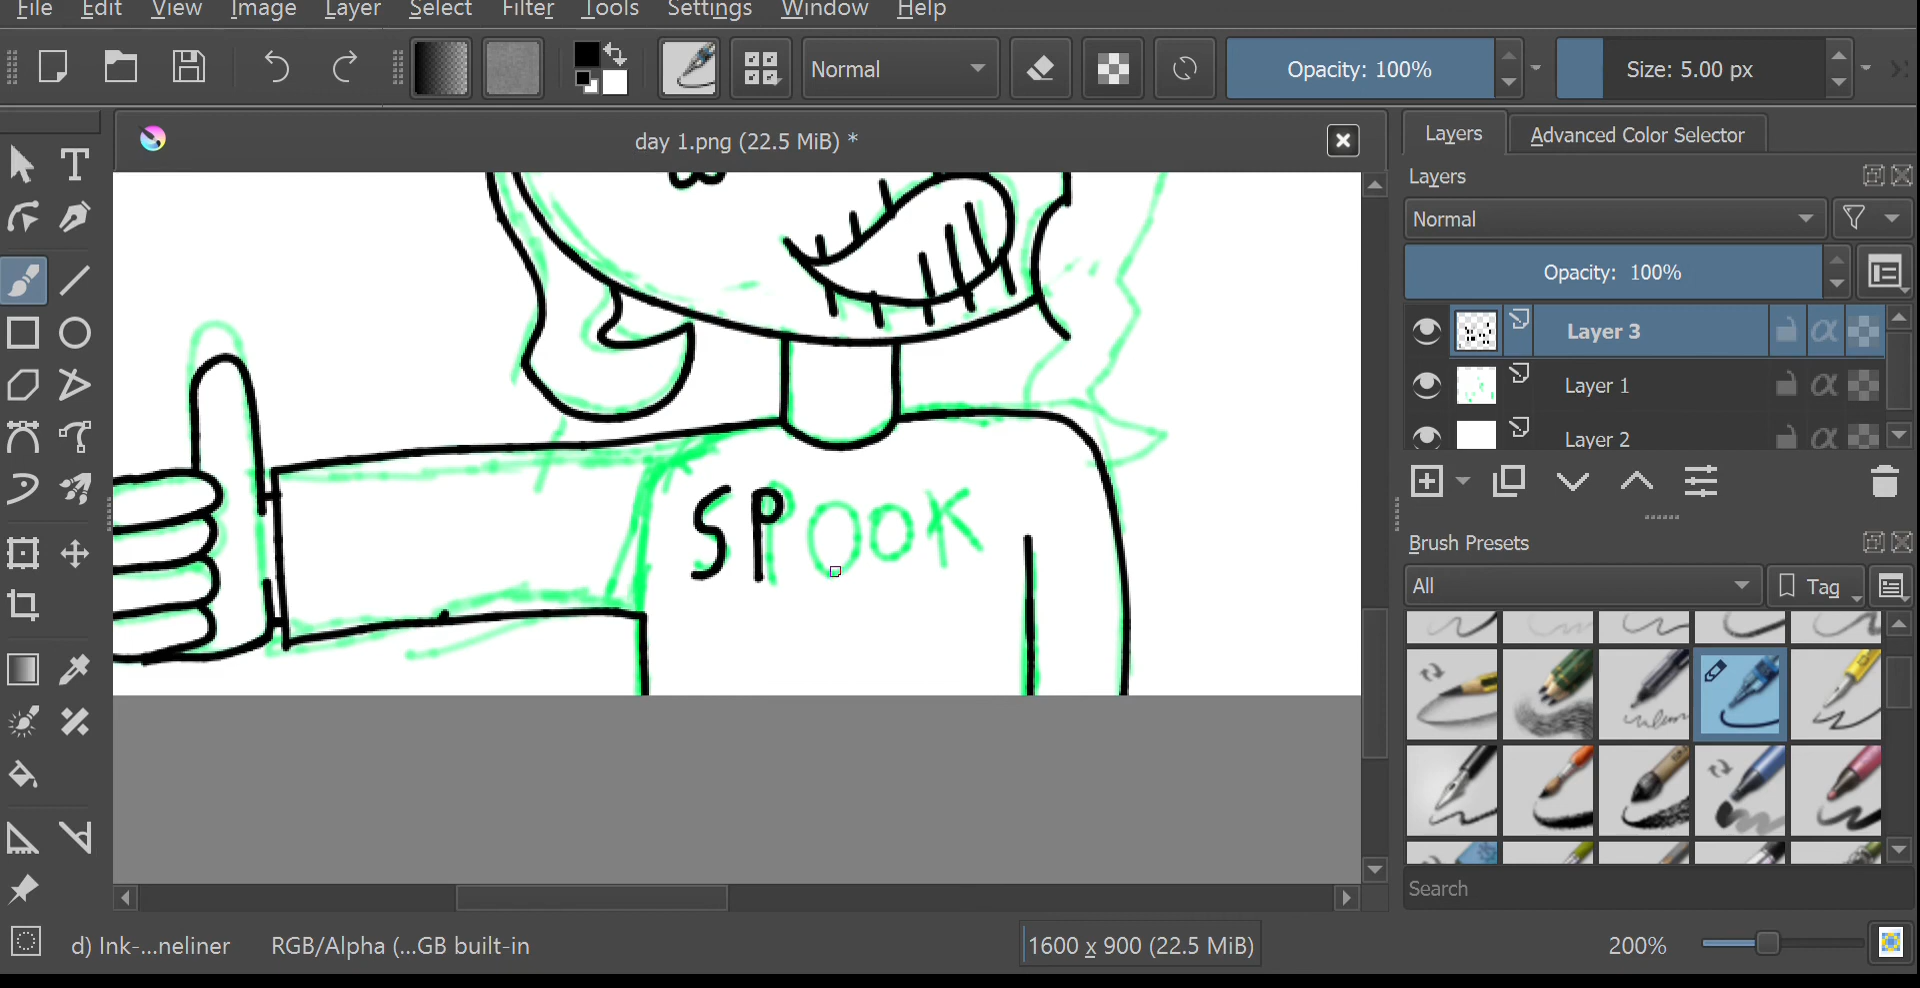 File Edit View Image Layer Select Filter Tools Settings Window Help
Normal
Opacity: 100%
Size: 5.00 px
day 1.png (22.5 MiB) *
Layers
Advanced Color Selector
Layers
Normal
Opacity: 100%
Layer 3
Layer 1
Layer 2
SPOOK
Brush Presets
All
Tag
Search
d) Ink-...neliner
RGB/Alpha (...GB built-in
1600 x 900 (22.5 MiB)
200%